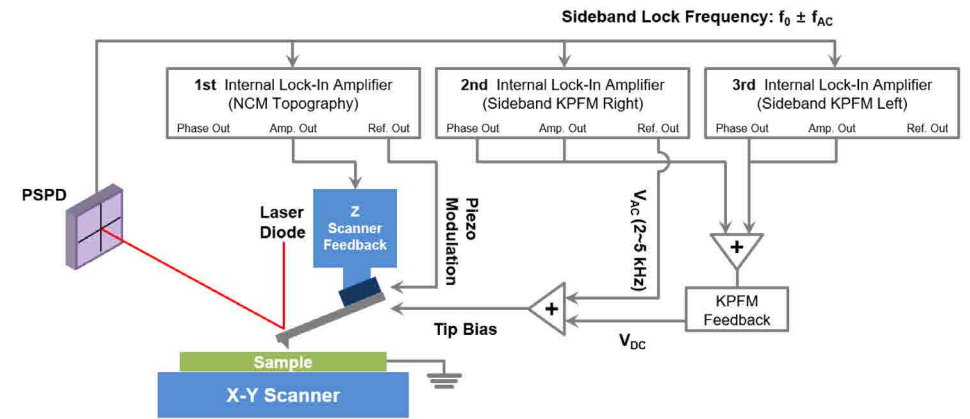 Sideband Lock Frequency: f₀ ± fAC
1st Internal Lock-In Amplifier
(NCM Topography)
Phase Out Amp. Out Ref. Out
2nd Internal Lock-In Amplifier
(Sideband KPFM Right)
Phase Out Amp. Out Ref. Out
3rd Internal Lock-In Amplifier
(Sideband KPFM Left)
Phase Out Amp. Out Ref. Out
PSPD
Laser
Diode
Z
Scanner
Feedback
Piezo
Modulation
VAC (2~5 kHz)
+
KPFM
Feedback
+
Tip Bias
VDC
Sample
X-Y Scanner